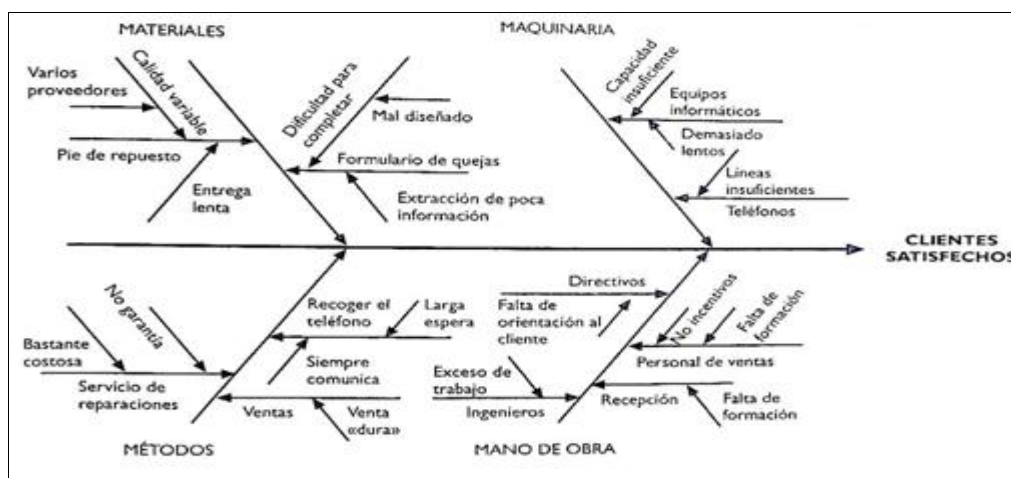 MATERIALES
MAQUINARIA
Varios
proveedores
Calidad variable
Pie de repuesto
Entrega
lenta
Dificultad para
completar
Mal diseñado
Formulario de quejas
Extracción de poca
información
Capacidad
insuficiente
Equipos
informáticos
Demasiado
lentos
Líneas
insuficientes
Teléfonos
CLIENTES
SATISFECHOS
No garantía
Bastante
costosa
Servicio de
reparaciones
Recoger el
teléfono
Larga
espera
Siempre
comunica
Ventas
Venta
«dura»
Directivos
Falta de
orientación al
cliente
No incentivos
Falta de
formación
Personal de ventas
Exceso de
trabajo
Ingenieros
Recepción
Falta de
formación
MÉTODOS
MANO DE OBRA